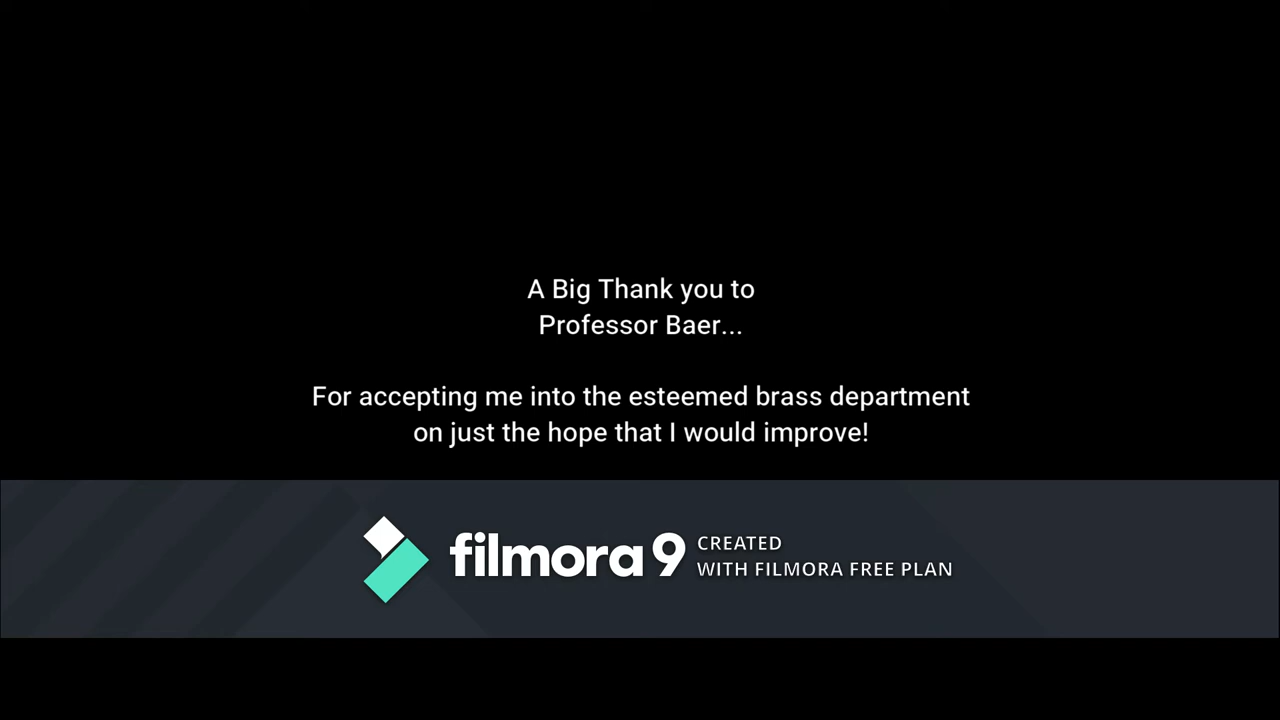 A Big Thank you to
Professor Baer...
For accepting me into the esteemed brass department
on just the hope that I would improve!
filmora 9
CREATED
WITH FILMORA FREE PLAN